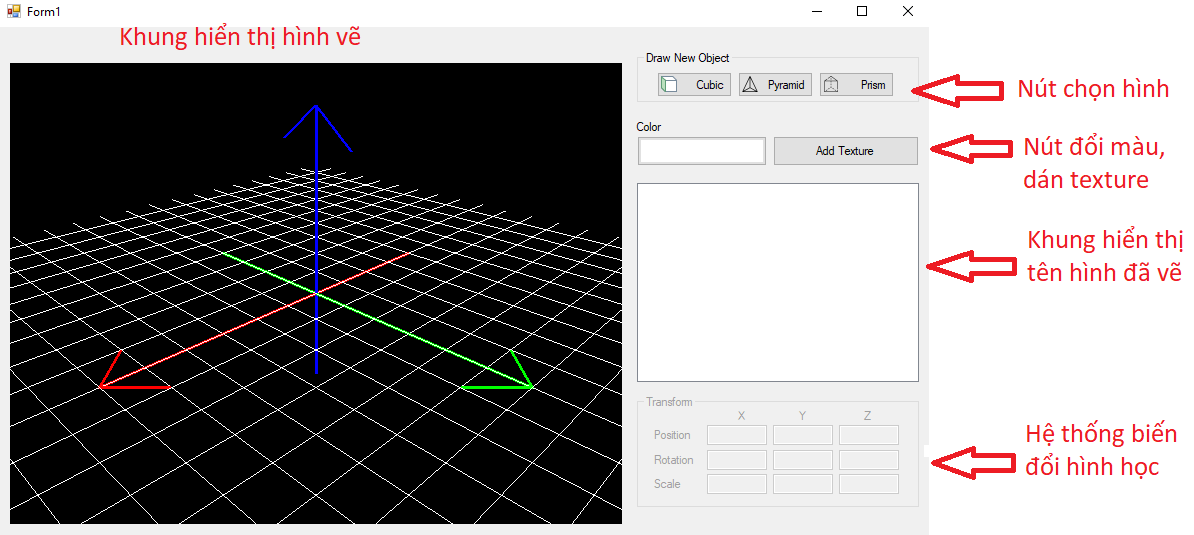 Form1
Khung hiển thị hình vẽ
Draw New Object
Cubic Pyramid Prism
Nút chọn hình
Color
Add Texture
Nút đổi màu,
dán texture
Khung hiển thị
tên hình đã vẽ
Transform
X Y Z
Position
Rotation
Scale
Hệ thống biến
đổi hình học